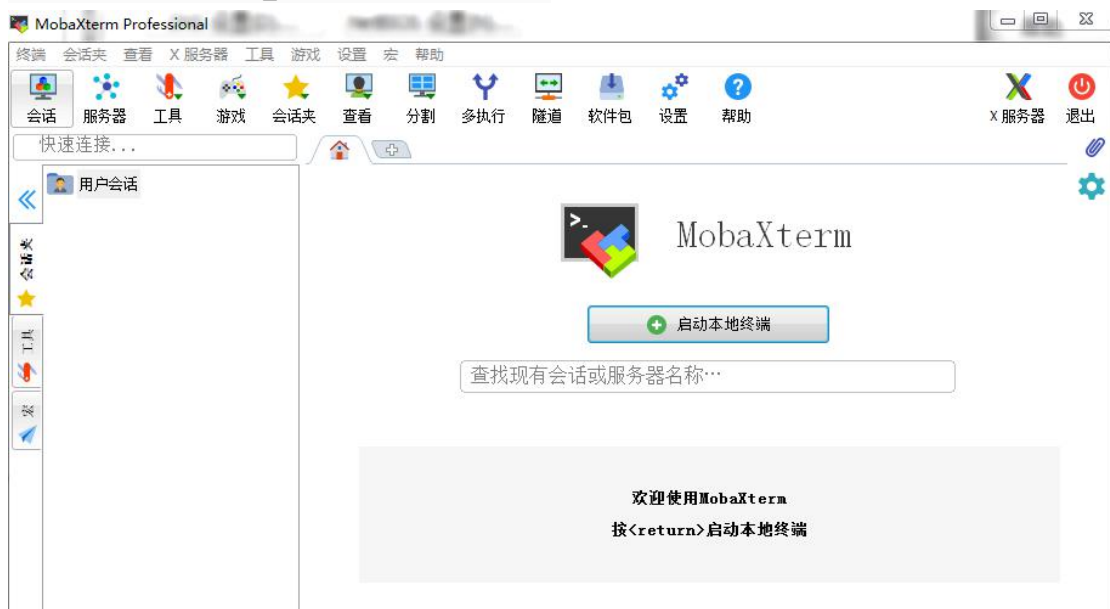 MobaXterm Professional
终端 会话夹 查看 X 服务器 工具 游戏 设置 宏 帮助
会话 服务器 工具 游戏 会话夹 查看 分割 多执行 隧道 软件包 设置 帮助 X 服务器 退出
快速连接...
用户会话
会话夹
工具
宏
>_
MobaXterm
启动本地终端
查找现有会话或服务器名称…
欢迎使用MobaXterm
按<return>启动本地终端